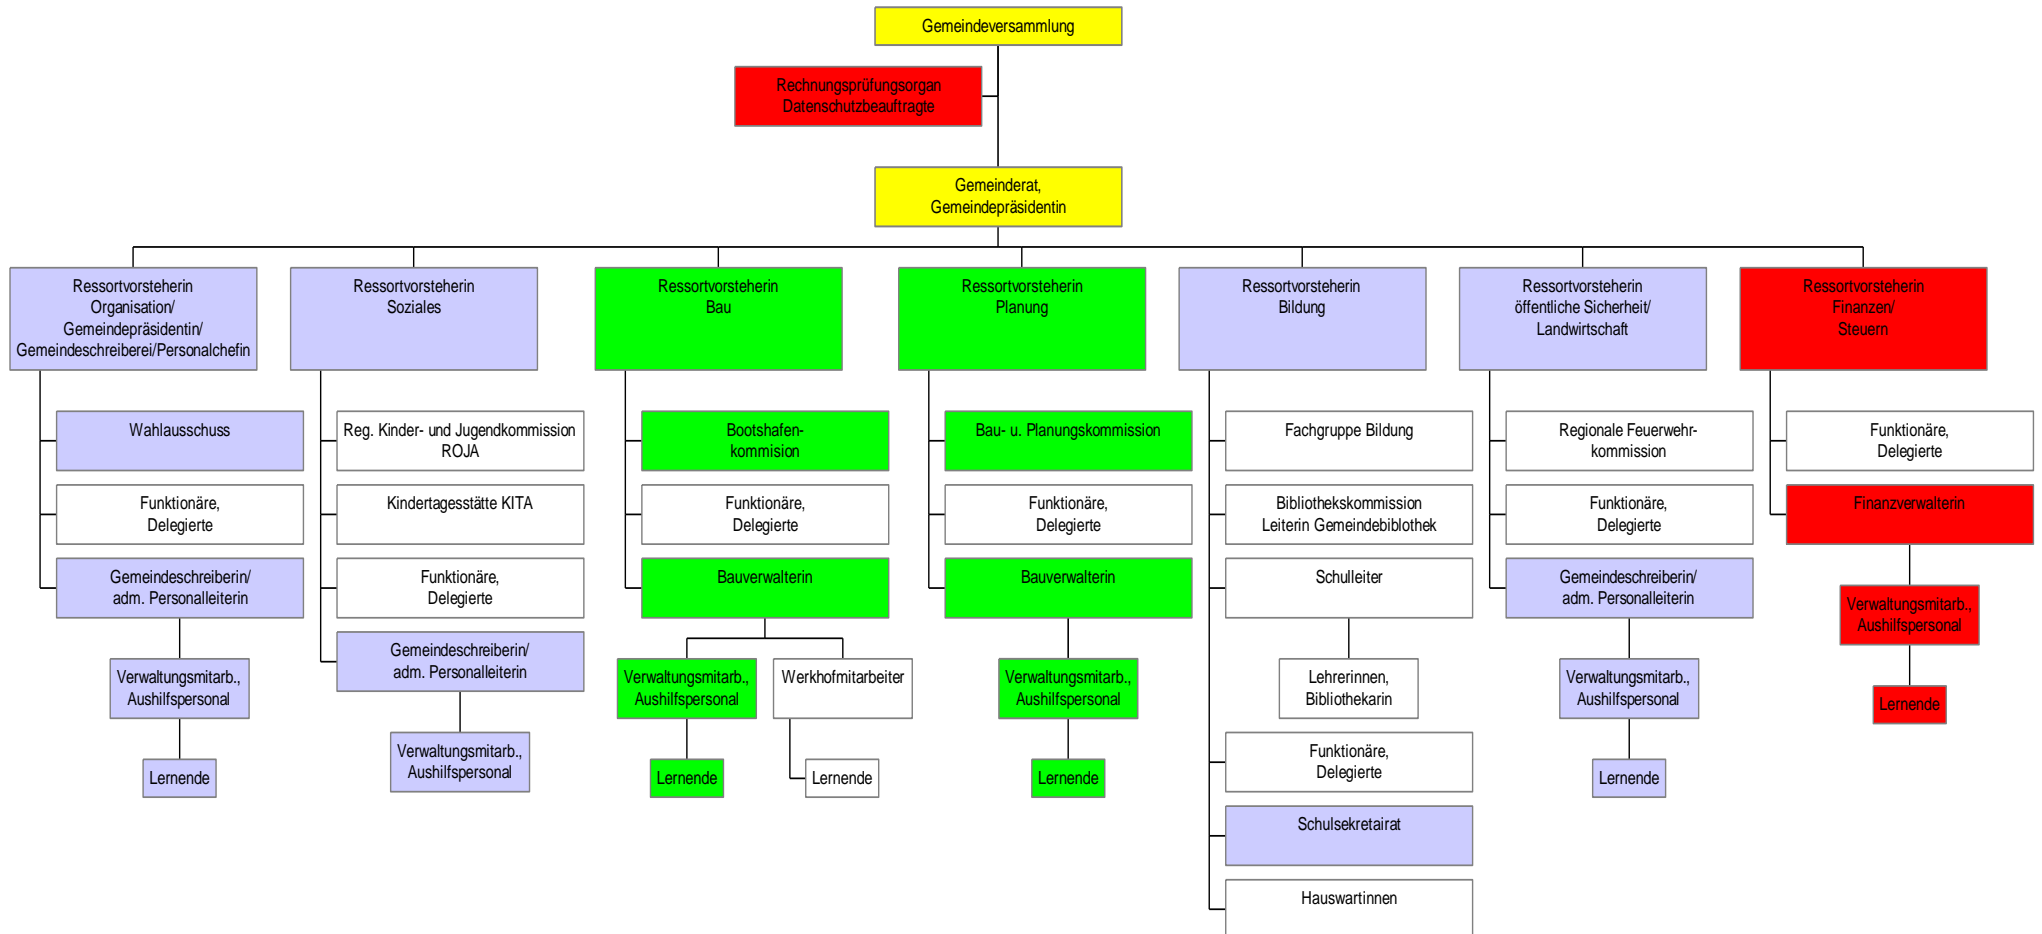 Gemeindeversammlung
Rechnungsprüfungsorgan
Datenschutzbeauftragte
Gemeinderat,
Gemeindepräsidentin
Ressortvorsteherin
Organisation/
Gemeindepräsidentin/
Gemeindeschreiberei/Personalchefin
Wahlausschuss
Funktionäre,
Delegierte
Gemeindeschreiberin/
adm. Personalleiterin
Verwaltungsmitarb.,
Aushilfspersonal
Lernende
Ressortvorsteherin
Soziales
Reg. Kinder- und Jugendkommission
ROJA
Kindertagesstätte KITA
Funktionäre,
Delegierte
Gemeindeschreiberin/
adm. Personalleiterin
Verwaltungsmitarb.,
Aushilfspersonal
Ressortvorsteherin
Bau
Bootshafen-
kommision
Funktionäre,
Delegierte
Bauverwalterin
Verwaltungsmitarb.,
Aushilfspersonal
Lernende
Werkhofmitarbeiter
Lernende
Ressortvorsteherin
Planung
Bau- u. Planungskommission
Funktionäre,
Delegierte
Bauverwalterin
Verwaltungsmitarb.,
Aushilfspersonal
Lernende
Ressortvorsteherin
Bildung
Fachgruppe Bildung
Bibliothekskommission
Leiterin Gemeindebiblothek
Schulleiter
Lehrerinnen,
Bibliothekarin
Funktionäre,
Delegierte
Schulsekretairat
Hauswartinnen
Ressortvorsteherin
öffentliche Sicherheit/
Landwirtschaft
Regionale Feuerwehr-
kommission
Funktionäre,
Delegierte
Gemeindeschreiberin/
adm. Personalleiterin
Verwaltungsmitarb.,
Aushilfspersonal
Lernende
Ressortvorsteherin
Finanzen/
Steuern
Funktionäre,
Delegierte
Finanzverwalterin
Verwaltungsmitarb.,
Aushilfspersonal
Lernende